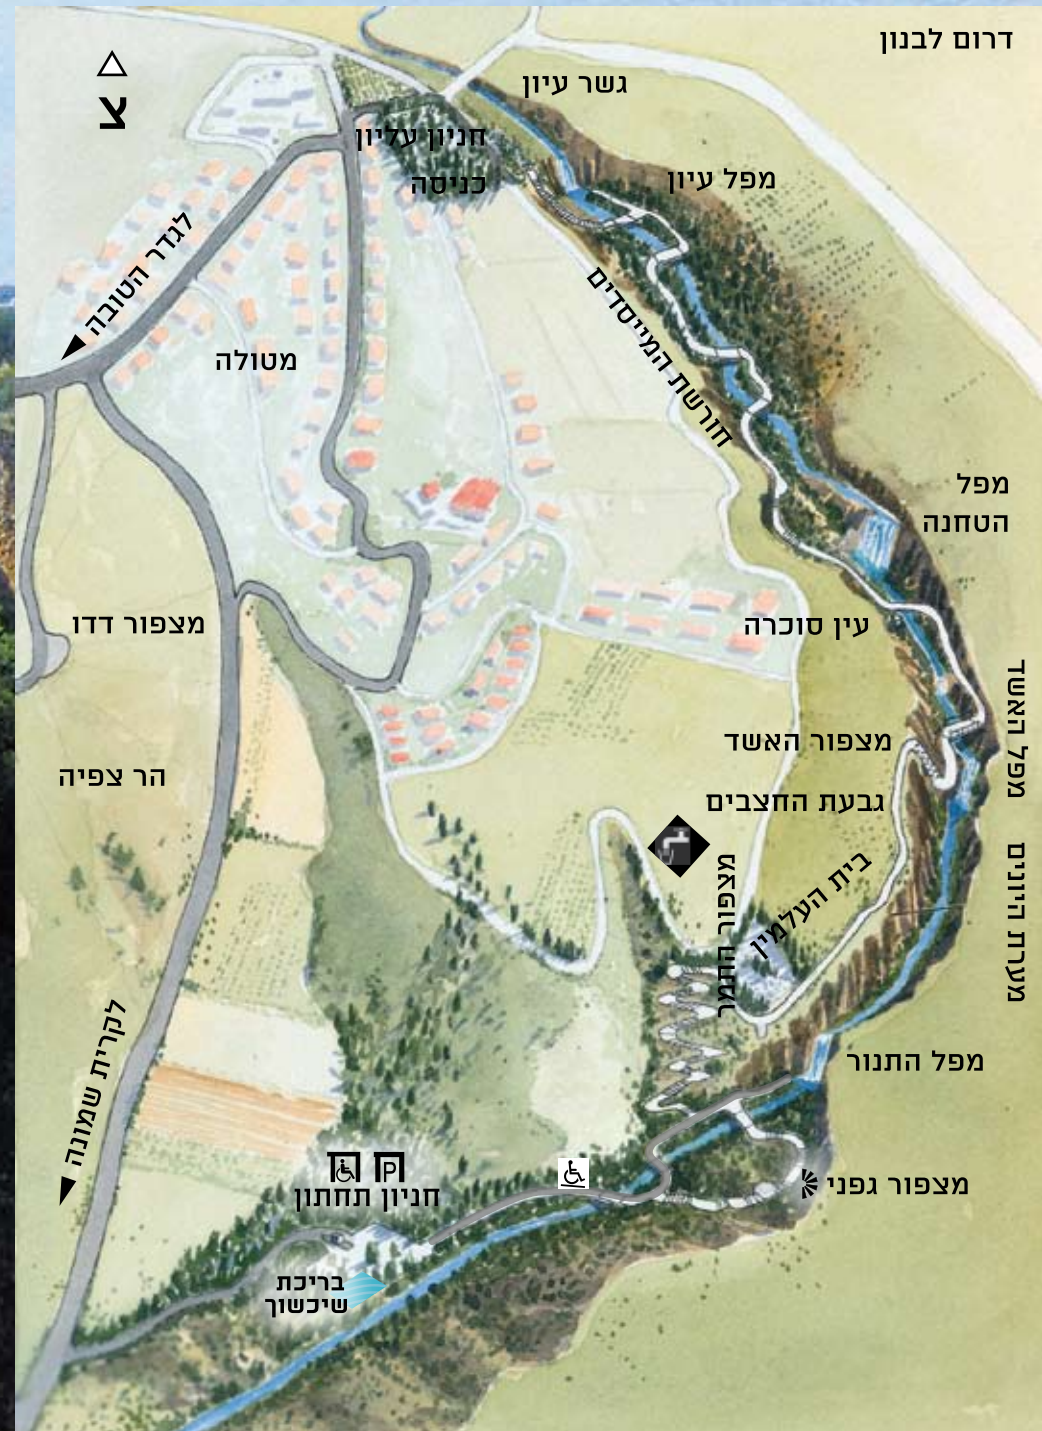 דרום לבנון
גשר עיון
צ
חניון עליון
כניסה
מפל עיון
לגדר הטובה
חורשת המייסדים
מטולה
מפל
הטחנה
מצפור דדו
עין סוכרה
מפל האשד
מצפור האשד
הר צפיה
גבעת החצבים
מצפור התמר
בית העלמין
מערת היונים
לקרית שמונה
מפל התנור
P
חניון תחתון
מצפור גפני
בריכת
שיכשוך